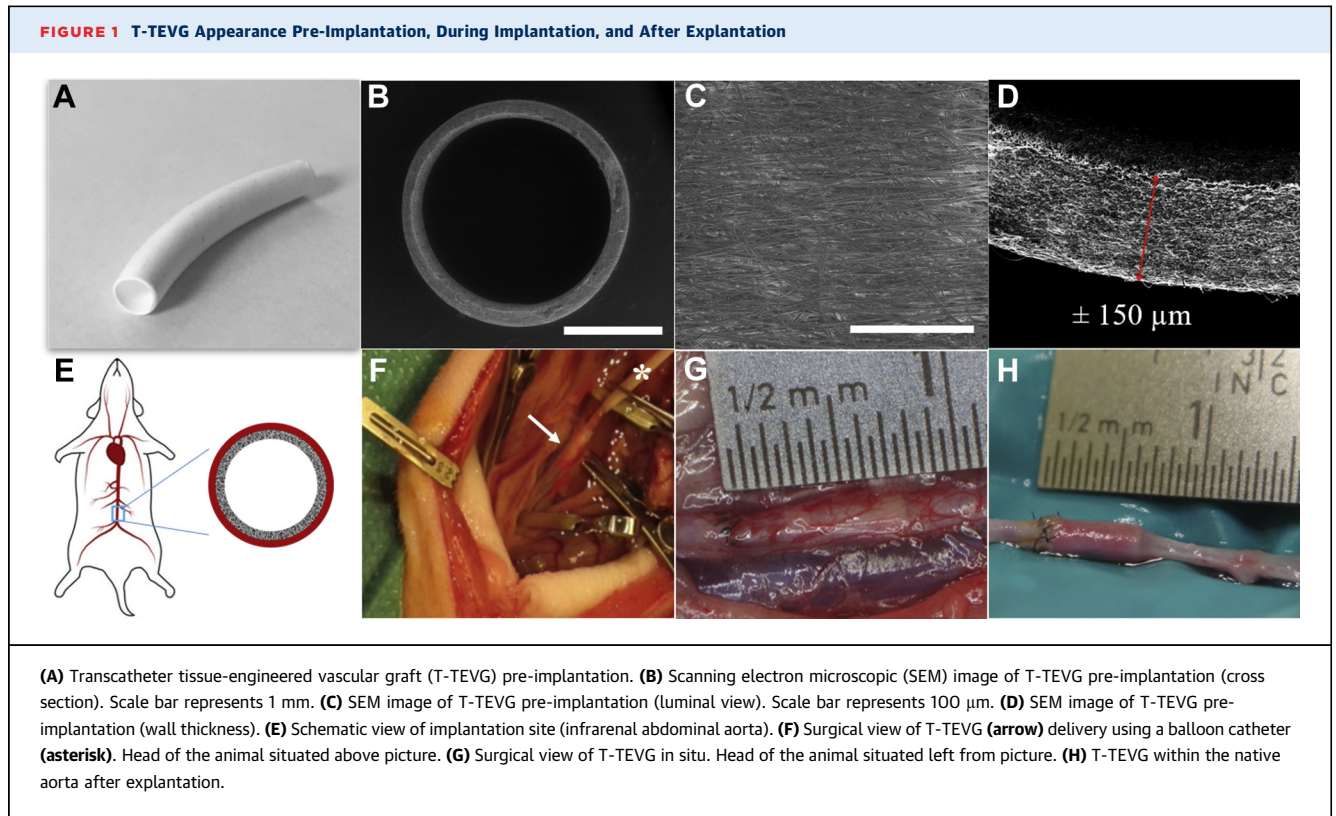 FIGURE 1 T-TEVG Appearance Pre-Implantation, During Implantation, and After Explantation
A
B
C
D
± 150 µm
E
F
*
G
1/2 m m
1
H
3/2
I N C
1/2 m m
1
(A) Transcatheter tissue-engineered vascular graft (T-TEVG) pre-implantation. (B) Scanning electron microscopic (SEM) image of T-TEVG pre-implantation (cross
section). Scale bar represents 1 mm. (C) SEM image of T-TEVG pre-implantation (luminal view). Scale bar represents 100 µm. (D) SEM image of T-TEVG pre-
implantation (wall thickness). (E) Schematic view of implantation site (infrarenal abdominal aorta). (F) Surgical view of T-TEVG (arrow) delivery using a balloon catheter
(asterisk). Head of the animal situated above picture. (G) Surgical view of T-TEVG in situ. Head of the animal situated left from picture. (H) T-TEVG within the native
aorta after explantation.